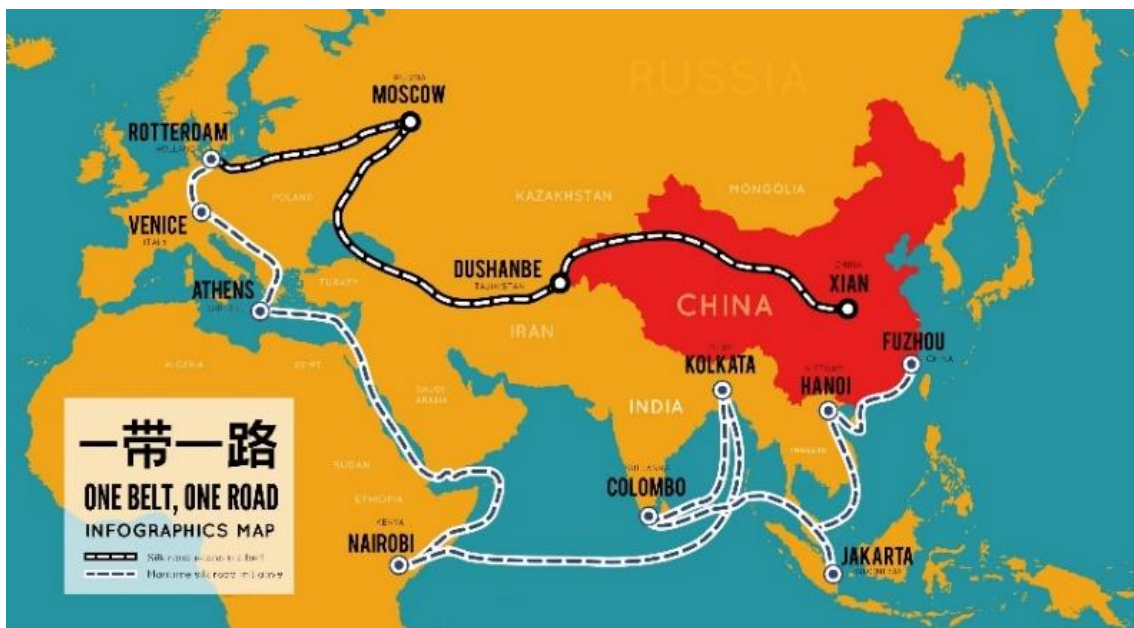 RUSSIA
MOSCOW
ROTTERDAM
HOLLAND
POLAND
KAZAKHSTAN
MONGOLIA
VENICE
ITALY
DUSHANBE
TAJIKISTAN
CHINA
XIAN
ATHENS
TURKEY
CHINA
IRAN
FUZHOU
CHINA
KOLKATA
HANOI
ALGERIA
EGYPT
SAUDI
ARABIA
INDIA
THAILAND
一带一路
ONE BELT, ONE ROAD
INFOGRAPHICS MAP
SUDAN
ETHIOPIA
COLOMBO
KENYA
NAIROBI
JAKARTA